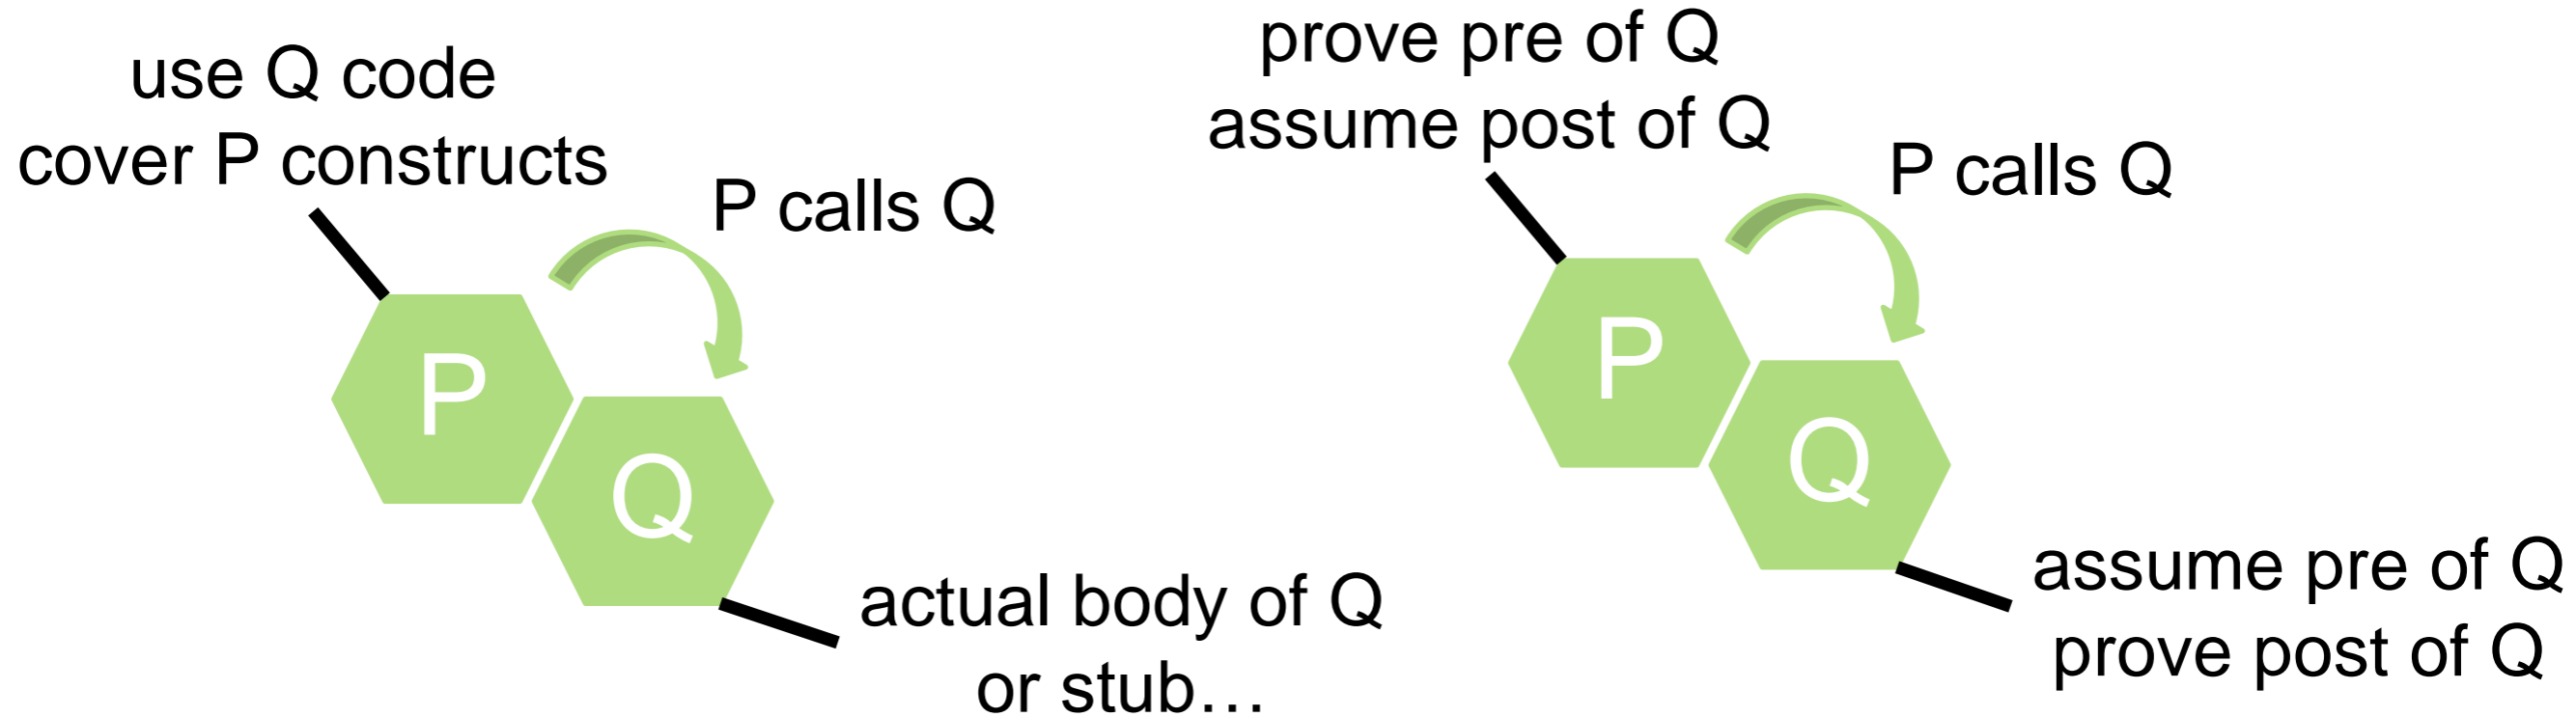 use Q code
cover P constructs
P calls Q
P
Q
actual body of Q
or stub…
prove pre of Q
assume post of Q
P calls Q
P
Q
assume pre of Q
prove post of Q